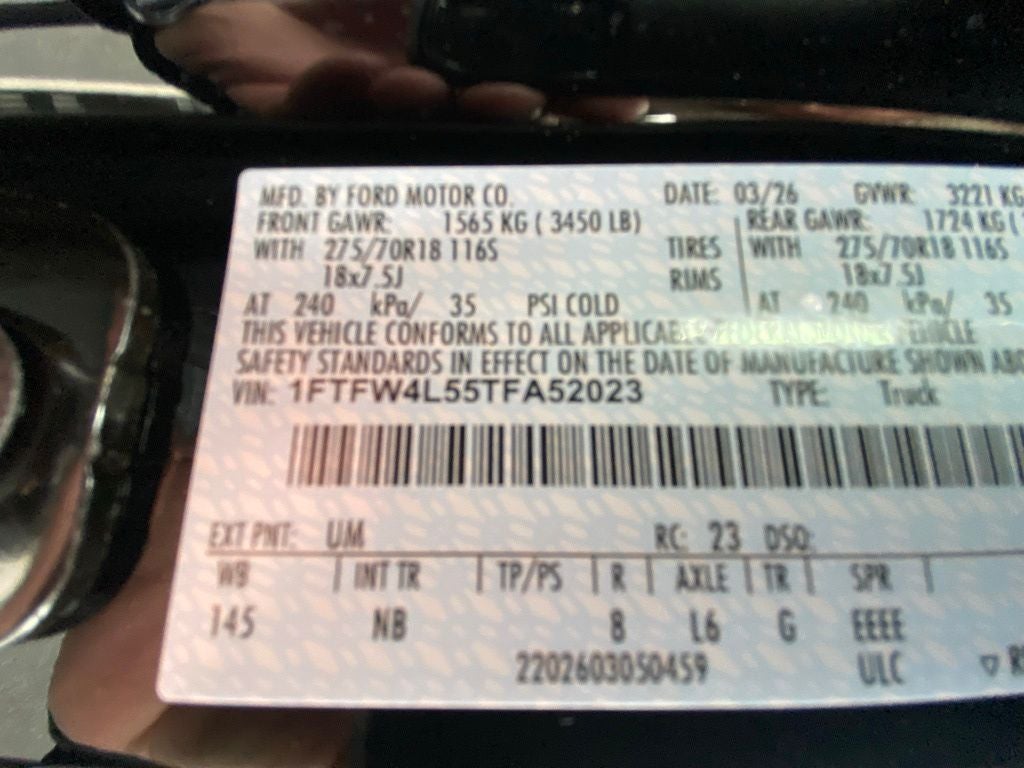 MFD. BY FORD MOTOR CO. DATE: 03/26 GVWR: 3221 KG
FRONT GAWR: 1565 KG ( 3450 LB) REAR GAWR: 1724 KG (
WITH 275/70R18 116S TIRES WITH 275/70R18 116S
18x7.5J RIMS 18x7.5J
AT 240 kPa/ 35 PSI COLD AT 240 kPa/ 35
THIS VEHICLE CONFORMS TO ALL APPLICABLE FEDERAL MOTOR VEHICLE
SAFETY STANDARDS IN EFFECT ON THE DATE OF MANUFACTURE SHOWN ABO
VIN: 1FTFW4L55TFA52023 TYPE: Truck
EXT PNT: UM RC: 23 DSO:
WB INT TR TP/PS R AXLE TR SPR
145 NB 8 L6 G EEEE
2202603050459 ULC